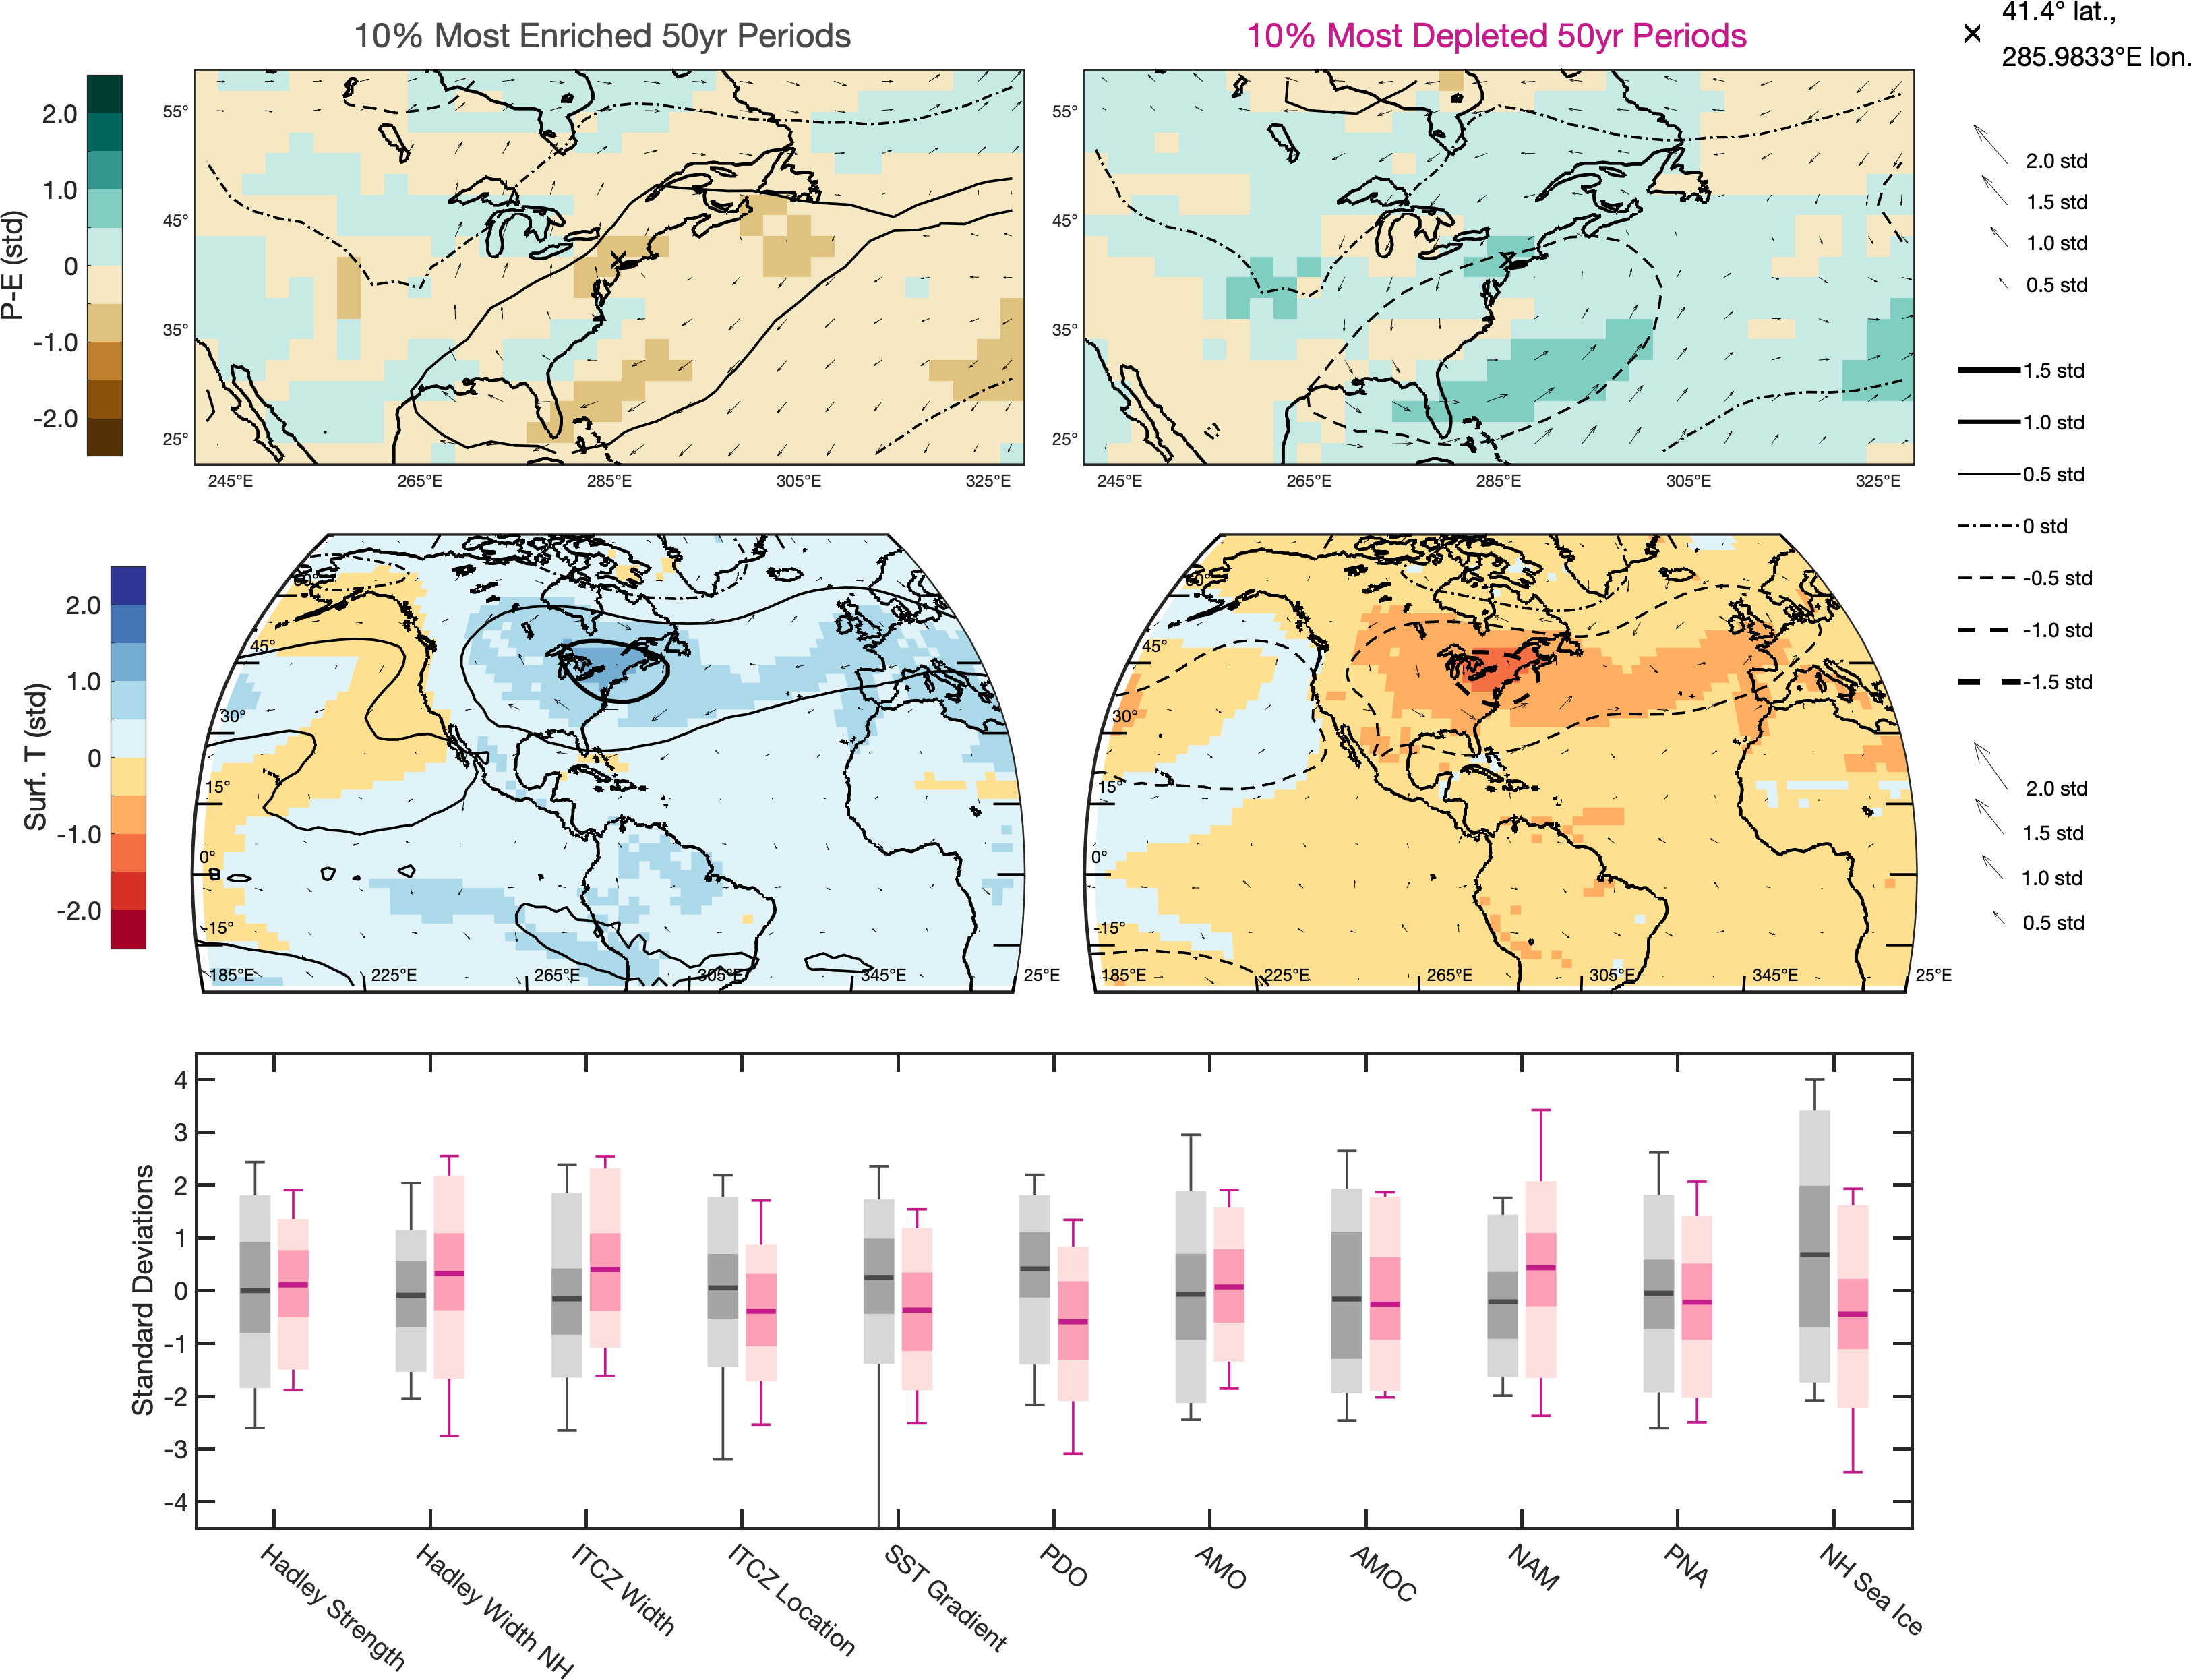 10% Most Enriched 50yr Periods
10% Most Depleted 50yr Periods
× 41.4° lat.,
285.9833°E lon.
P-E (std)
2.0
1.0
0
-1.0
-2.0
55°
45°
35°
25°
245°E 265°E 285°E 305°E 325°E
55°
45°
35°
25°
245°E 265°E 285°E 305°E 325°E
2.0 std
1.5 std
1.0 std
0.5 std
1.5 std
1.0 std
0.5 std
0 std
-0.5 std
-1.0 std
-1.5 std
Surf. T (std)
2.0
1.0
0
-1.0
-2.0
60°
45°
30°
15°
0°
-15°
185°E 225°E 265°E 305°E 345°E 25°E
60°
45°
30°
15°
0°
-15°
185°E 225°E 265°E 305°E 345°E 25°E
2.0 std
1.5 std
1.0 std
0.5 std
Standard Deviations
4
3
2
1
0
-1
-2
-3
-4
Hadley Strength
Hadley Width NH
ITCZ Width
ITCZ Location
SST Gradient
PDO
AMO
AMOC
NAM
PNA
NH Sea Ice